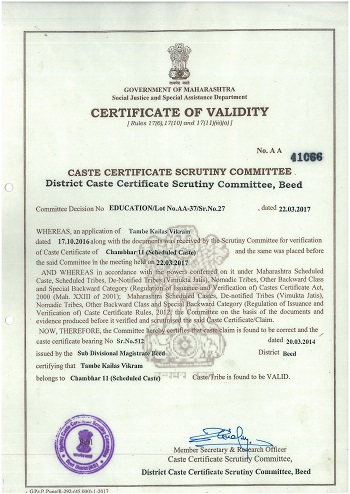 GOVERNMENT OF MAHARASHTRA
Social Justice and Special Assistance Department
CERTIFICATE OF VALIDITY
[ Rules 17(6),17(10) and 17(11)(ii)(a) ]
No. A A 41066
CASTE CERTIFICATE SCRUTINY COMMITTEE
District Caste Certificate Scrutiny Committee, Beed
Committee Decision No EDUCATION/Lot No.AA-37/Sr.No.27 , dated 22.03.2017
WHEREAS, an application of Tambe Kailas Vikram
dated 17.10.2016 along with the documents was received by the Scrutiny Committee for verification
of Caste Certificate of Chambhar 11 (Scheduled Caste) and the same was placed before
the said Committee in the meeting held on 22.03.2017
AND WHEREAS in accordance with the powers conferred on it under Maharashtra Scheduled
Caste, Scheduled Tribes, De-Notified Tribes (Vimukta Jatis), Nomadic Tribes, Other Backward Class
and Special Backward Category (Regulation of Issuance and Verification of) Castes Certificate Act,
2000 (Mah. XXIII of 2001); Maharashtra Scheduled Castes, De-notified Tribes (Vimukta Jatis),
Nomadic Tribes, Other Backward Class and Special Backward Category (Regulation of Issuance and
Verification of) Caste Certificate Rules, 2012, the Committee on the basis of the documents and
evidence produced before it verified and scrutinised the said Caste Certificate/Claim.
NOW, THEREFORE, the Committee hereby certifies that caste claim is found to be correct and the
caste certificate bearing No Sr.No.512 dated 20.03.2014
issued by the Sub Divisional Magistrate Beed District Beed
certifying that Tambe Kailas Vikram
belongs to Chambhar 11 (Scheduled Caste) Caste/Tribe is found to be VALID.
Member Secretary & Research Officer
Caste Certificate Scrutiny Committee,
District Caste Certificate Scrutiny Committee, Beed